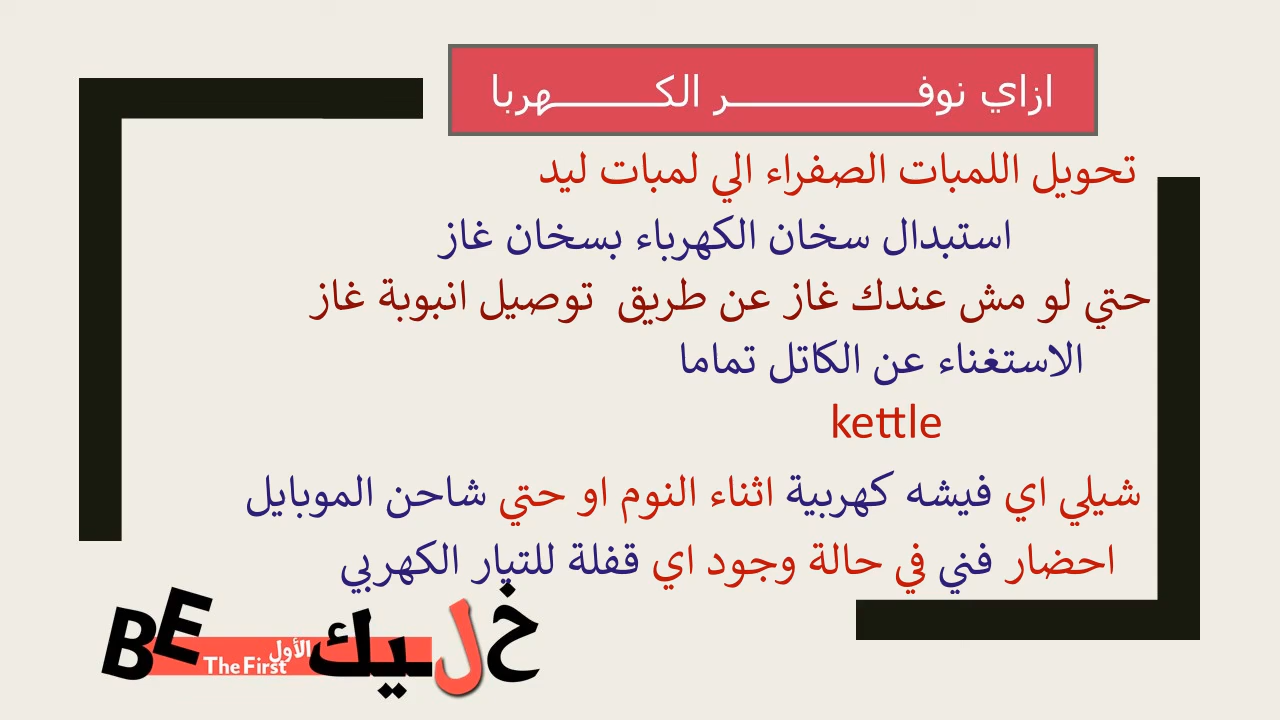 ازاي نوفــــــــــــر الكــــــــهربا
تحويل اللمبات الصفراء الي لمبات ليد
استبدال سخان الكهرباء بسخان غاز
حتي لو مش عندك غاز عن طريق توصيل انبوبة غاز
الاستغناء عن الكاتل تماما
kettle
شيلي اي فيشه كهربية اثناء النوم او حتي شاحن الموبايل
احضار فني في حالة وجود اي قفلة للتيار الكهربي
خليك الأول
BE The First